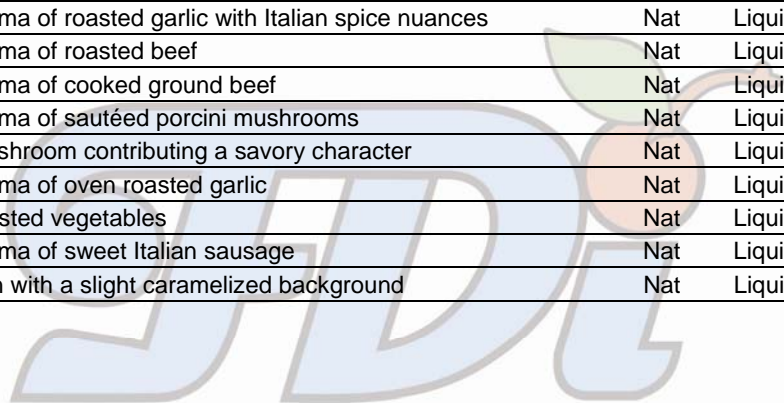 ma of roasted garlic with Italian spice nuances Nat Liqui
ma of roasted beef Nat Liqui
ma of cooked ground beef Nat Liqui
ma of sautéed porcini mushrooms Nat Liqui
shroom contributing a savory character Nat Liqui
ma of oven roasted garlic Nat Liqui
sted vegetables Nat Liqui
ma of sweet Italian sausage Nat Liqui
n with a slight caramelized background Nat Liqui